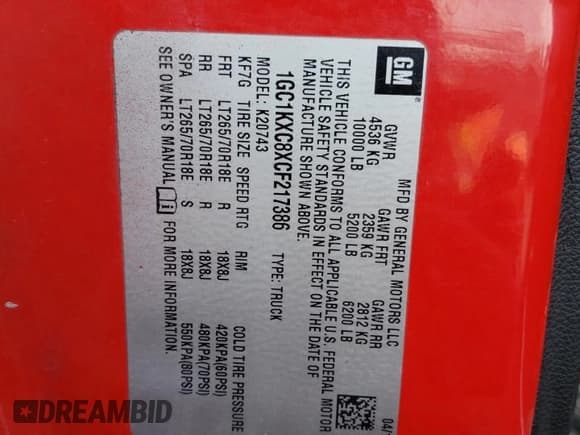 GM
®
MFD BY GENERAL MOTORS LLC
04/
GVWR GAWR FRT GAWR RR
4536 KG 2359 KG 2812 KG
10000 LB 5200 LB 6200 LB
THIS VEHICLE CONFORMS TO ALL APPLICABLE U.S. FEDERAL MOTOR
VEHICLE SAFETY STANDARDS IN EFFECT ON THE DATE OF
MANUFACTURE SHOWN ABOVE.
1GC1KXC8XCF217386 TYPE: TRUCK
MODEL: K20743
KF7G TIRE SIZE SPEED RTG RIM COLD TIRE PRESSURE
FRT LT265/70R18E R 18X8J 420KPA(60PSI)
RR LT265/70R18E R 18X8J 480KPA(70PSI)
SPA LT265/70R18E S 18X8J 550KPA(80PSI)
SEE OWNER'S MANUAL FOR MORE INFORMATION.
DREAMBID